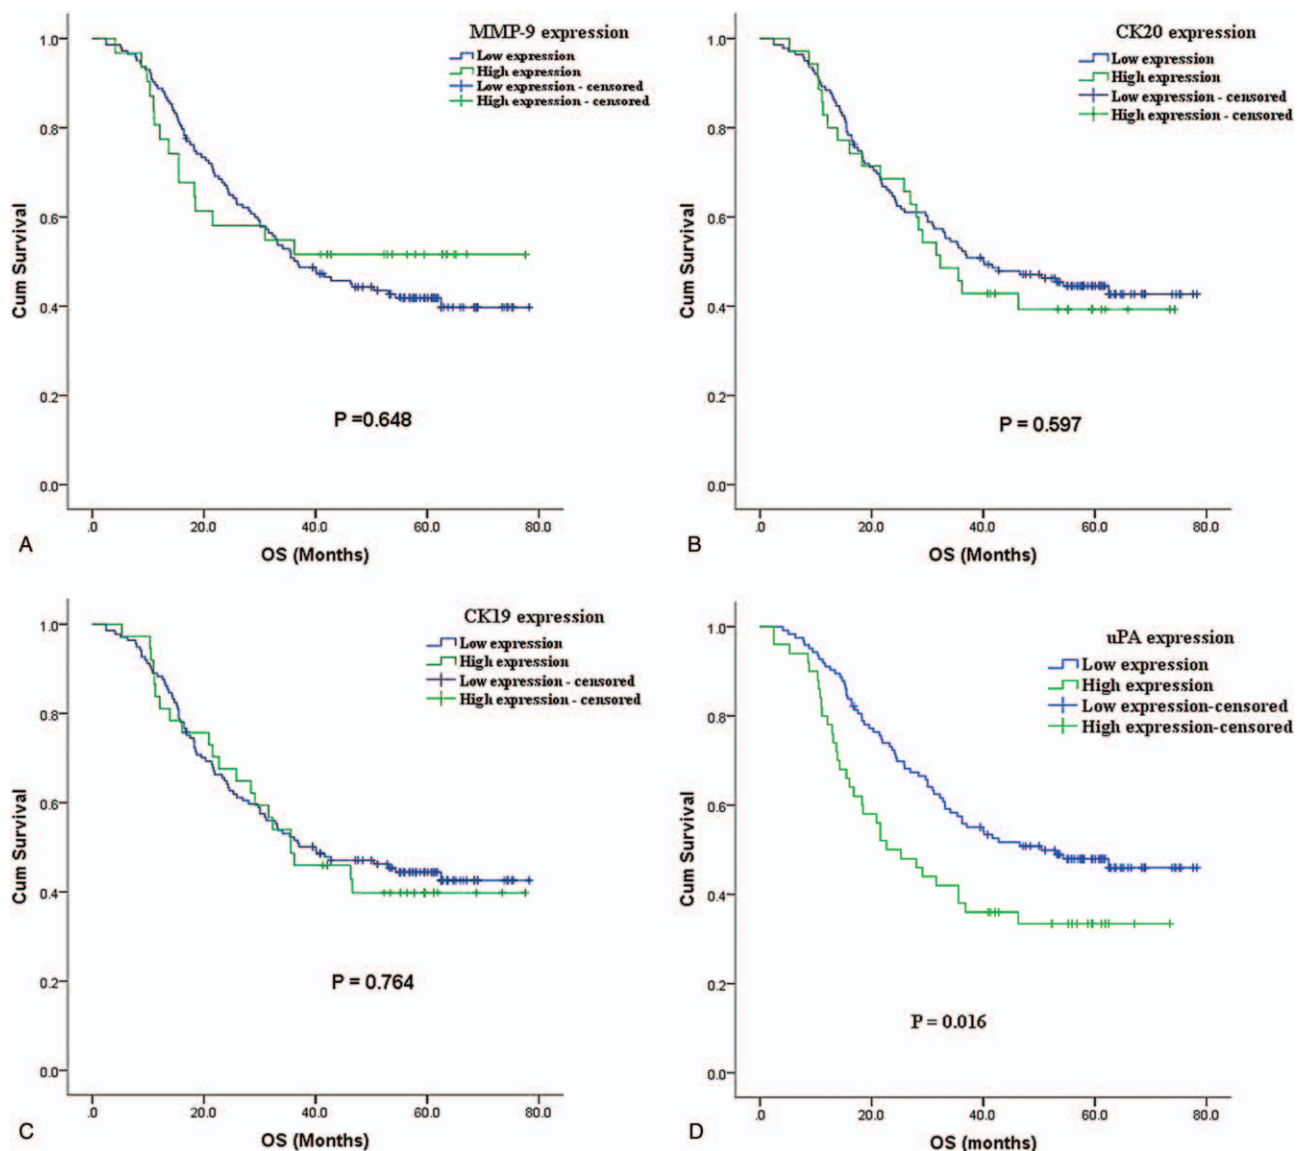 MMP-9 expression
Low expression
High expression
Low expression - censored
High expression - censored
1.0
0.8
0.6
0.4
0.2
0.0
Cum Survival
P =0.648
.0 20.0 40.0 60.0 80.0
A
OS (Months)
CK20 expression
Low expression
High expression
Low expression - censored
High expression - censored
1.0
0.8
0.6
0.4
0.2
0.0
Cum Survival
P = 0.597
.0 20.0 40.0 60.0 80.0
B
OS (Months)
CK19 expression
Low expression
High expression
Low expression - censored
High expression - censored
1.0
0.8
0.6
0.4
0.2
0.0
Cum Survival
P = 0.764
.0 20.0 40.0 60.0 80.0
C
OS (Months)
uPA expression
Low expression
High expression
Low expression-censored
High expression-censored
1.0
0.8
0.6
0.4
0.2
0.0
Cum Survival
P = 0.016
.0 20.0 40.0 60.0 80.0
D
OS (months)